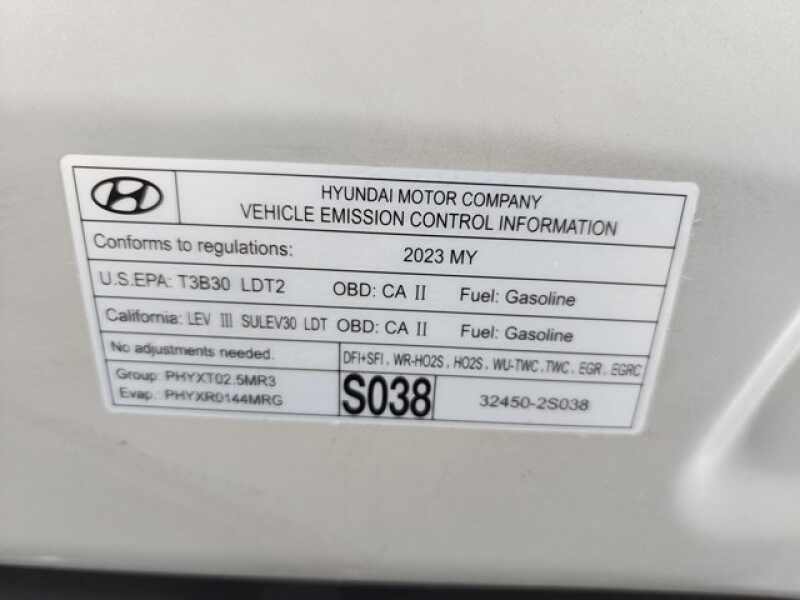 HYUNDAI MOTOR COMPANY
VEHICLE EMISSION CONTROL INFORMATION
Conforms to regulations: 2023 MY
U.S.EPA: T3B30 LDT2 OBD: CA II Fuel: Gasoline
California: LEV III SULEV30 LDT OBD: CA II Fuel: Gasoline
No adjustments needed. DFI+SFI, WR-HO2S, HO2S, WU-TWC, TWC, EGR, EGRC
Group: PHYXT02.5MR3
Evap: PHYXR0144MRG
S038 32450-2S038